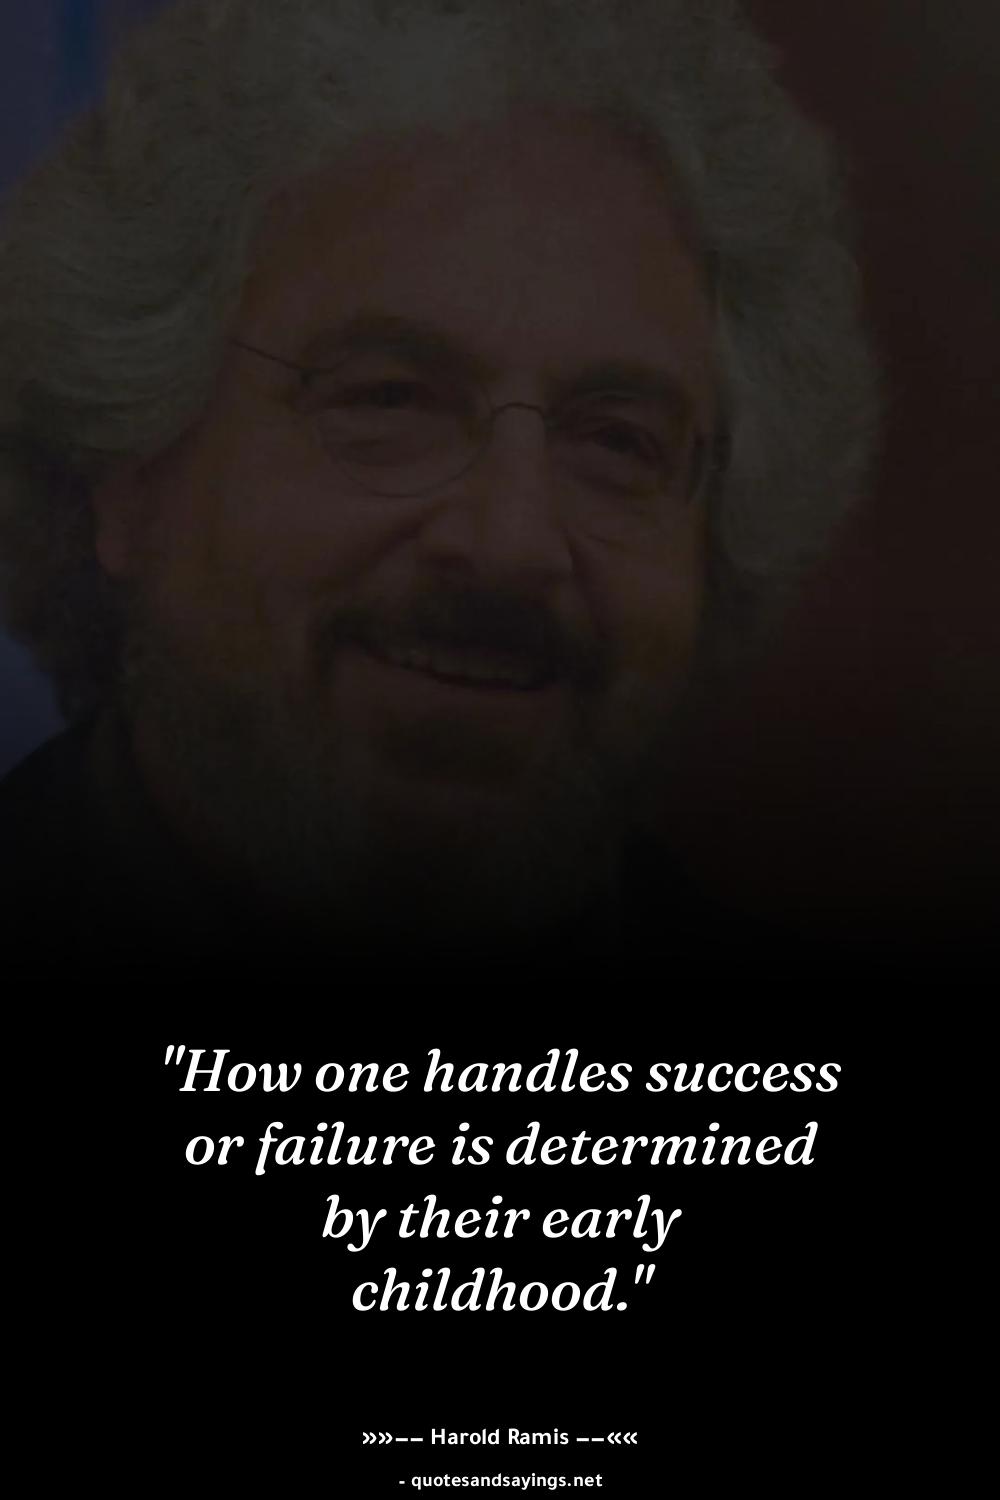 "How one handles success
or failure is determined
by their early
childhood."
»»–– Harold Ramis ––««
- quotesandsayings.net